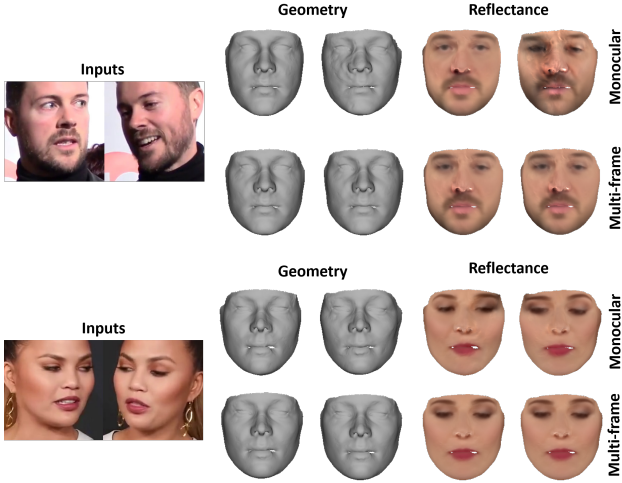 Geometry
Reflectance
Inputs
Monocular
Multi-frame
Geometry
Reflectance
Inputs
Monocular
Multi-frame